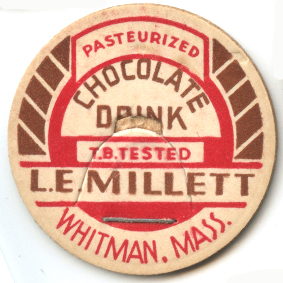 PASTEURIZED
CHOCOLATE
DRINK
T.B. TESTED
L.E. MILLETT
WHITMAN, MASS.